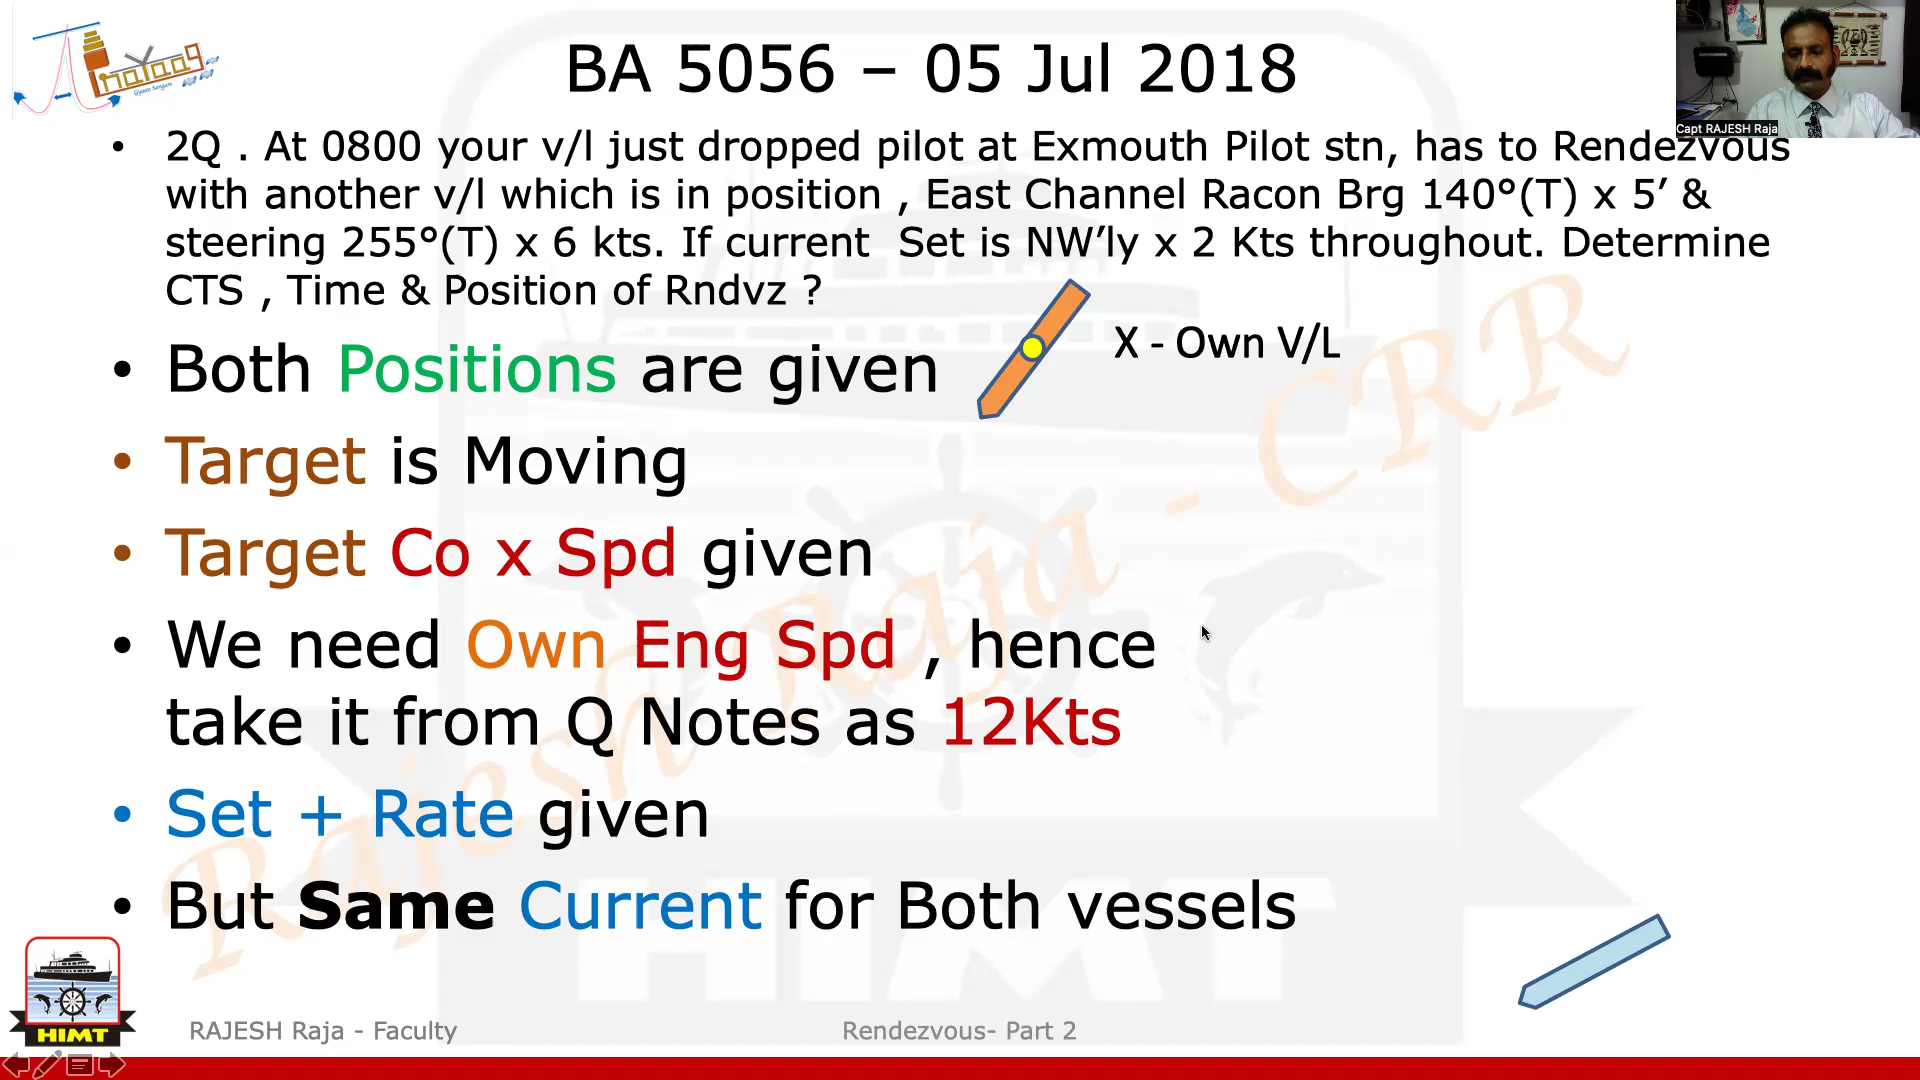 BA 5056 – 05 Jul 2018
Capt RAJESH Raja
• 2Q . At 0800 your v/l just dropped pilot at Exmouth Pilot stn, has to Rendezvous
with another v/l which is in position , East Channel Racon Brg 140°(T) x 5’ &
steering 255°(T) x 6 kts. If current Set is NW’ly x 2 Kts throughout. Determine
CTS , Time & Position of Rndvz ?
X - Own V/L
• Both Positions are given
• Target is Moving
• Target Co x Spd given
• We need Own Eng Spd , hence
take it from Q Notes as 12Kts
• Set + Rate given
• But Same Current for Both vessels
Rajesh Raja - CRR
HIMT
HIMT
RAJESH Raja - Faculty
Rendezvous- Part 2